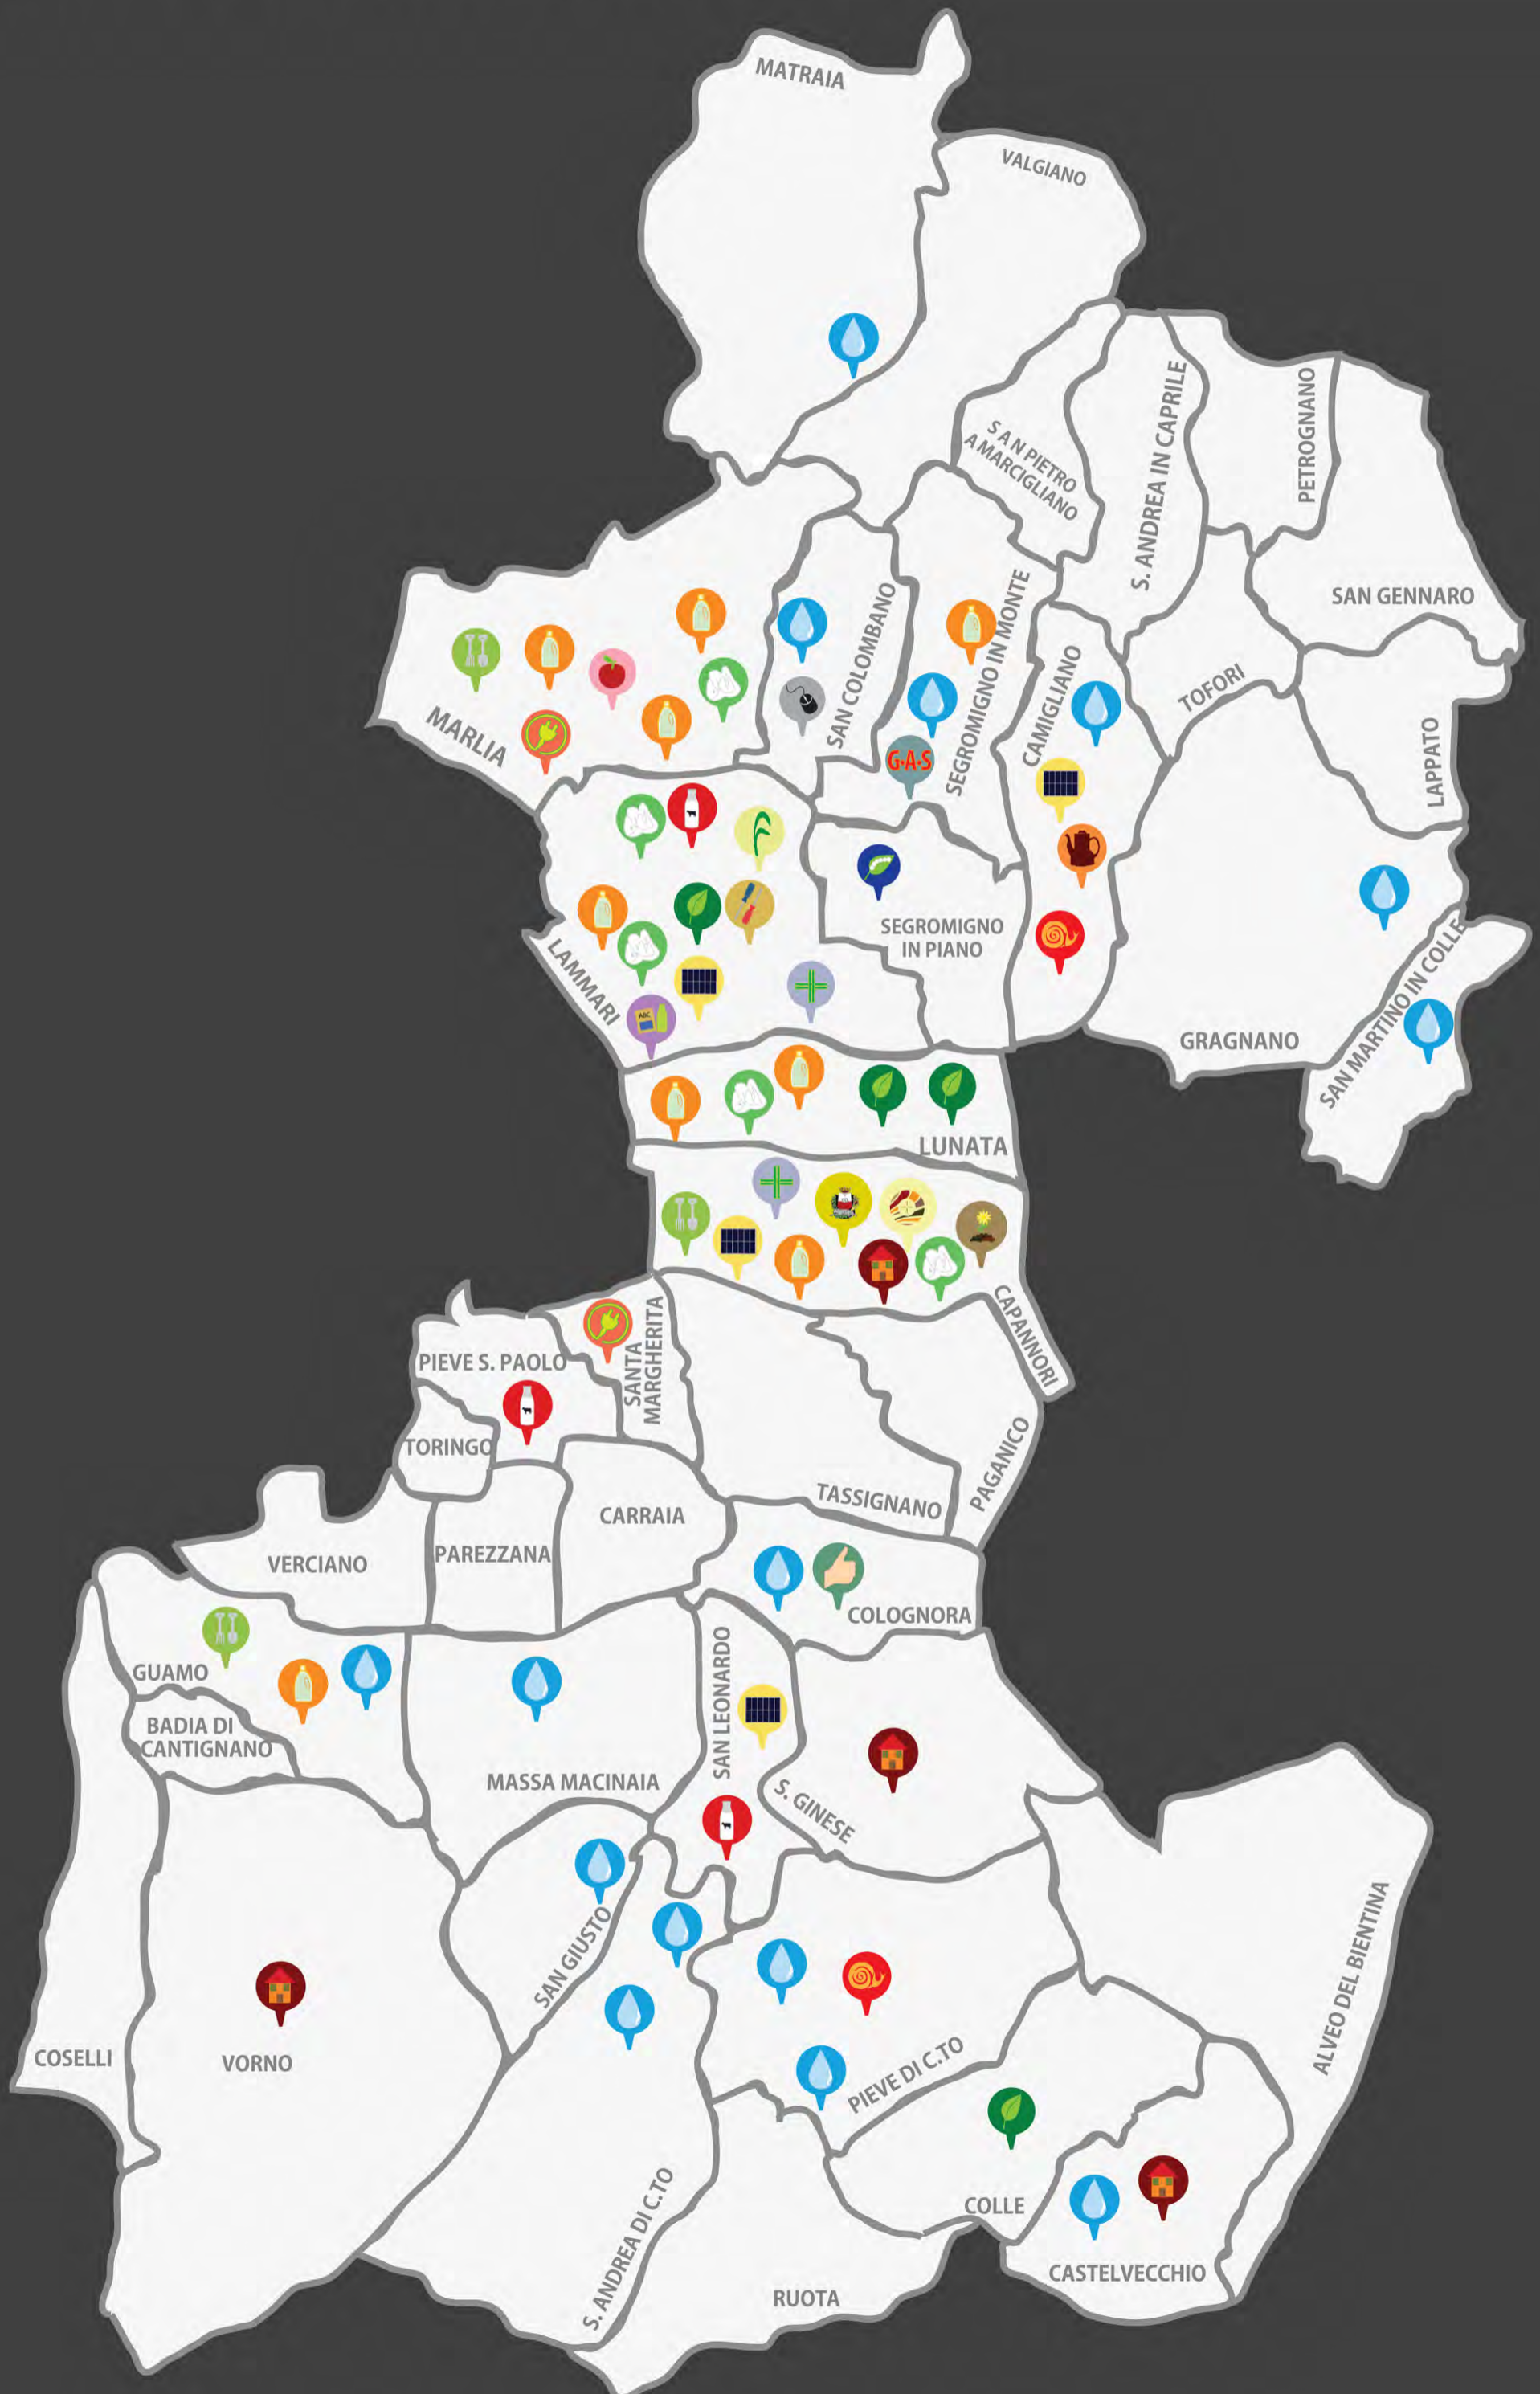 MATRAIA
VALGIANO
SAN PIETRO
A MARCIGLIANO
S. ANDREA IN CAPRILE
PETROGNANO
SAN GENNARO
MARLIA
SAN COLOMBANO
SEGROMIGNO IN MONTE
G·A·S
CAMIGLIANO
TOFORI
LAPPATO
SEGROMIGNO
IN PIANO
LAMMARI
ABC
GRAGNANO
SAN MARTINO IN COLLE
LUNATA
CAPANNORI
PIEVE S. PAOLO
SANTA
MARGHERITA
TORINGO
TASSIGNANO
PAGANICO
CARRAIA
PAREZZANA
VERCIANO
COLOGNORA
GUAMO
BADIA DI
CANTIGNANO
MASSA MACINAIA
SAN LEONARDO
S. GINESE
SAN GIUSTO
COSELLI
VORNO
PIEVE DI C.TO
ALVEO DEL BIENTINA
S. ANDREA DI C.TO
COLLE
CASTELVECCHIO
RUOTA